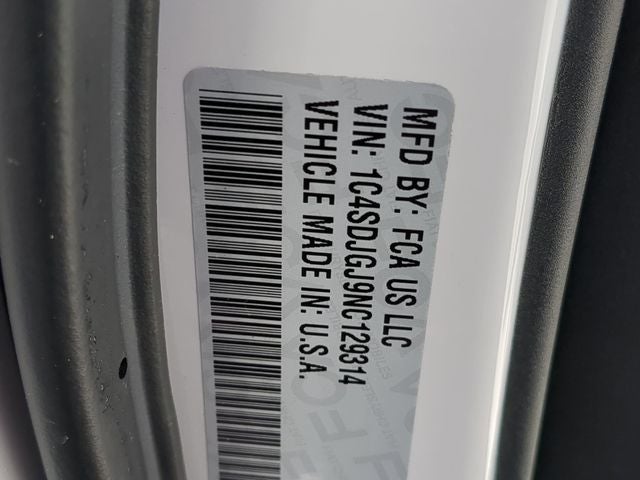 MFD BY: FCA US LLC
VIN: 1C4SDJGJ9NC129314
VEHICLE MADE IN: U.S.A.